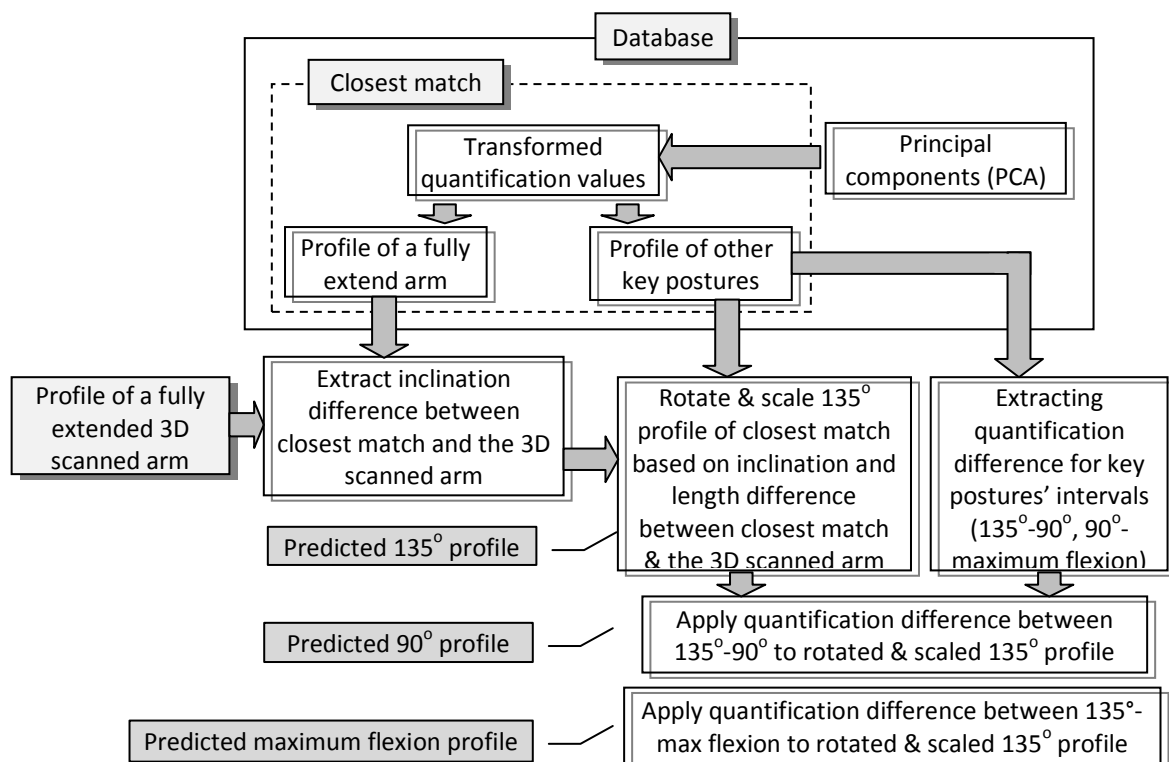 Database
Closest match
Transformed
quantification values
Principal
components (PCA)
Profile of a fully
extend arm
Profile of other
key postures
Profile of a fully
extended 3D
scanned arm
Extract inclination
difference between
closest match and the 3D
scanned arm
Rotate & scale 135°
profile of closest match
based on inclination and
length difference
between closest match
& the 3D scanned arm
Extracting
quantification
difference for key
postures’ intervals
(135°-90°, 90°-
maximum flexion)
Predicted 135° profile
Apply quantification difference between
135°-90° to rotated & scaled 135° profile
Predicted 90° profile
Apply quantification difference between 135°-
max flexion to rotated & scaled 135° profile
Predicted maximum flexion profile